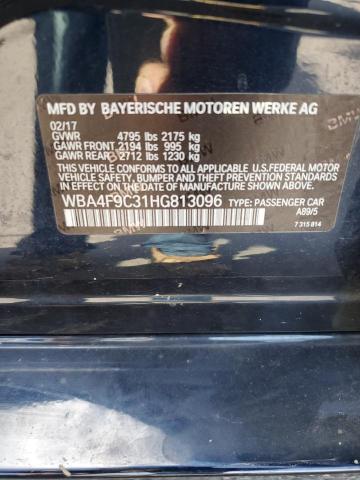 MFD BY BAYERISCHE MOTOREN WERKE AG
02/17
GVWR 4795 lbs 2175 kg
GAWR FRONT 2194 lbs 995 kg
GAWR REAR 2712 lbs 1230 kg
THIS VEHICLE CONFORMS TO ALL APPLICABLE U.S. FEDERAL MOTOR
VEHICLE SAFETY, BUMPER AND THEFT PREVENTION STANDARDS IN
EFFECT ON THE DATE OF MANUFACTURE SHOWN ABOVE.
WBA4F9C31HG813096 TYPE: PASSENGER CAR
A89/5
7 315 814
BMW